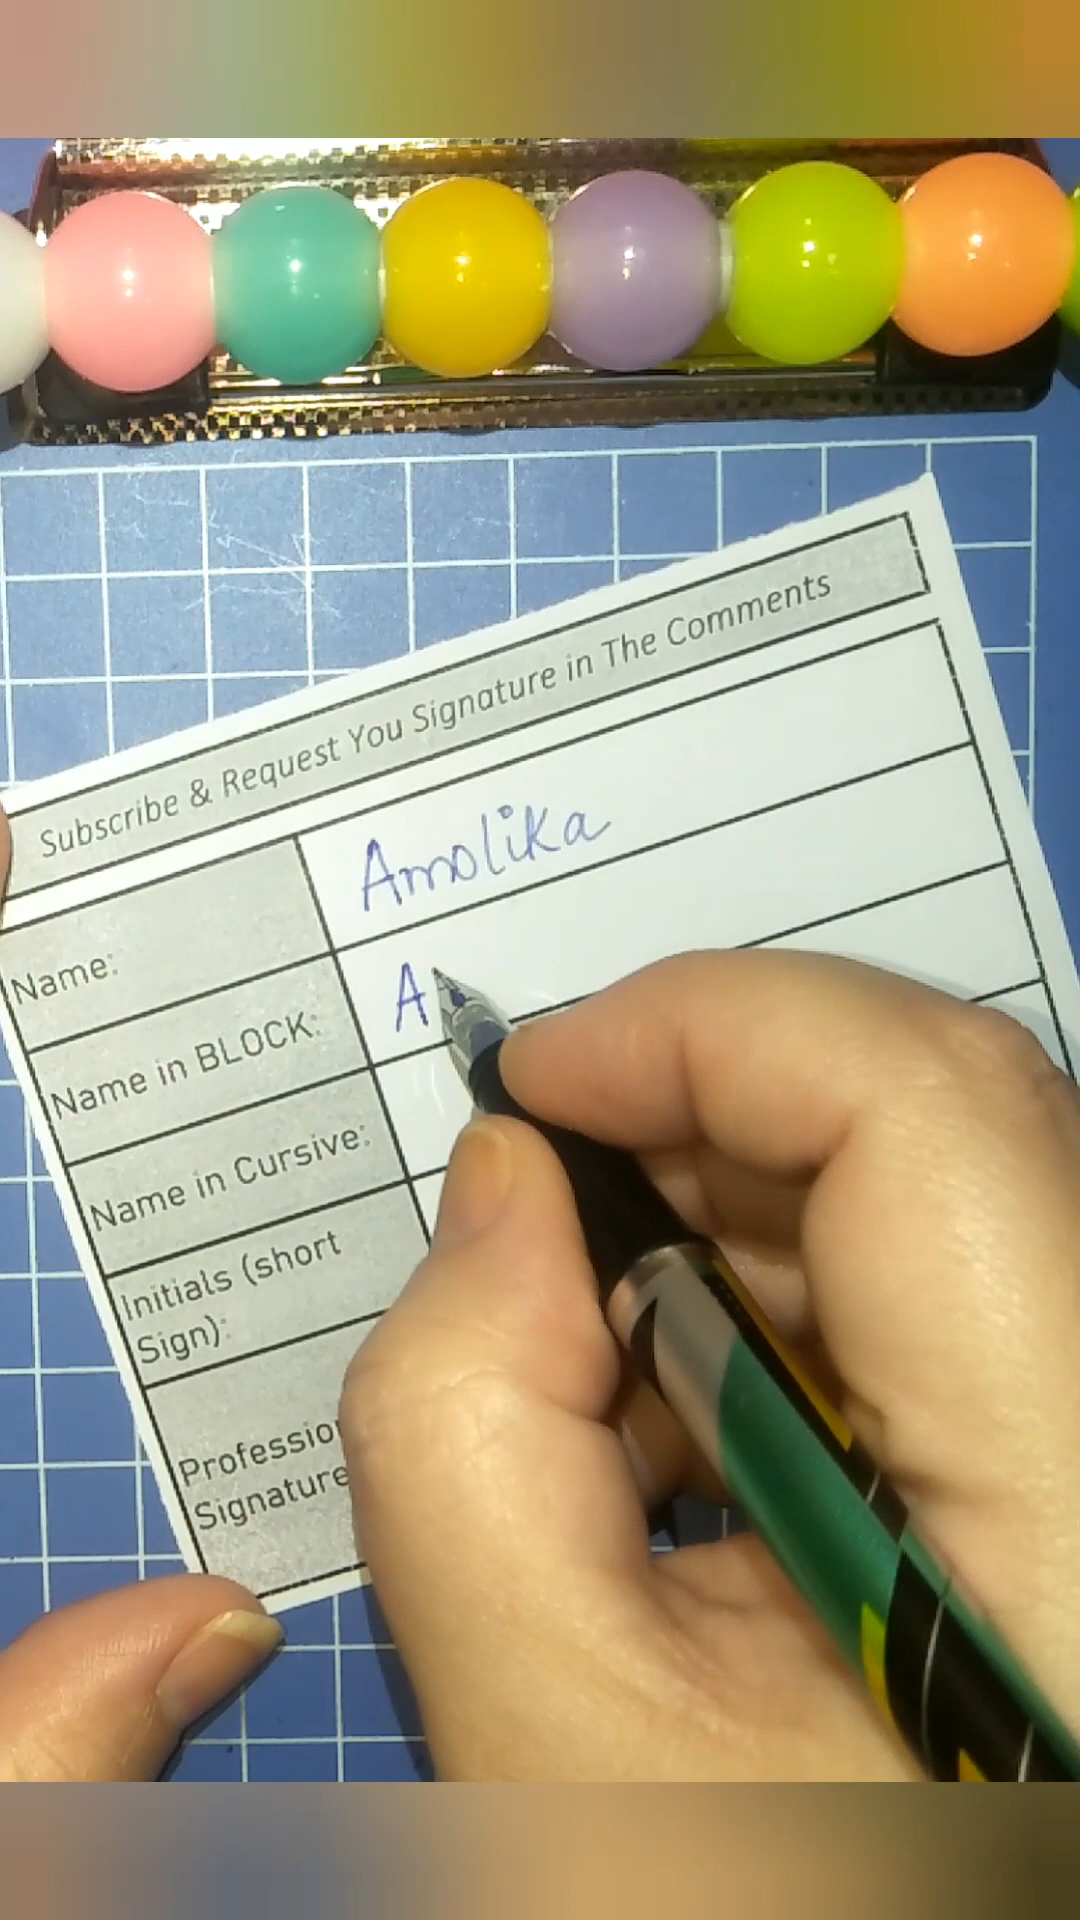 Subscribe & Request You Signature in The Comments
Name: Amolika
Name in BLOCK: A
Name in Cursive:
Initials (short
Sign):
Signature